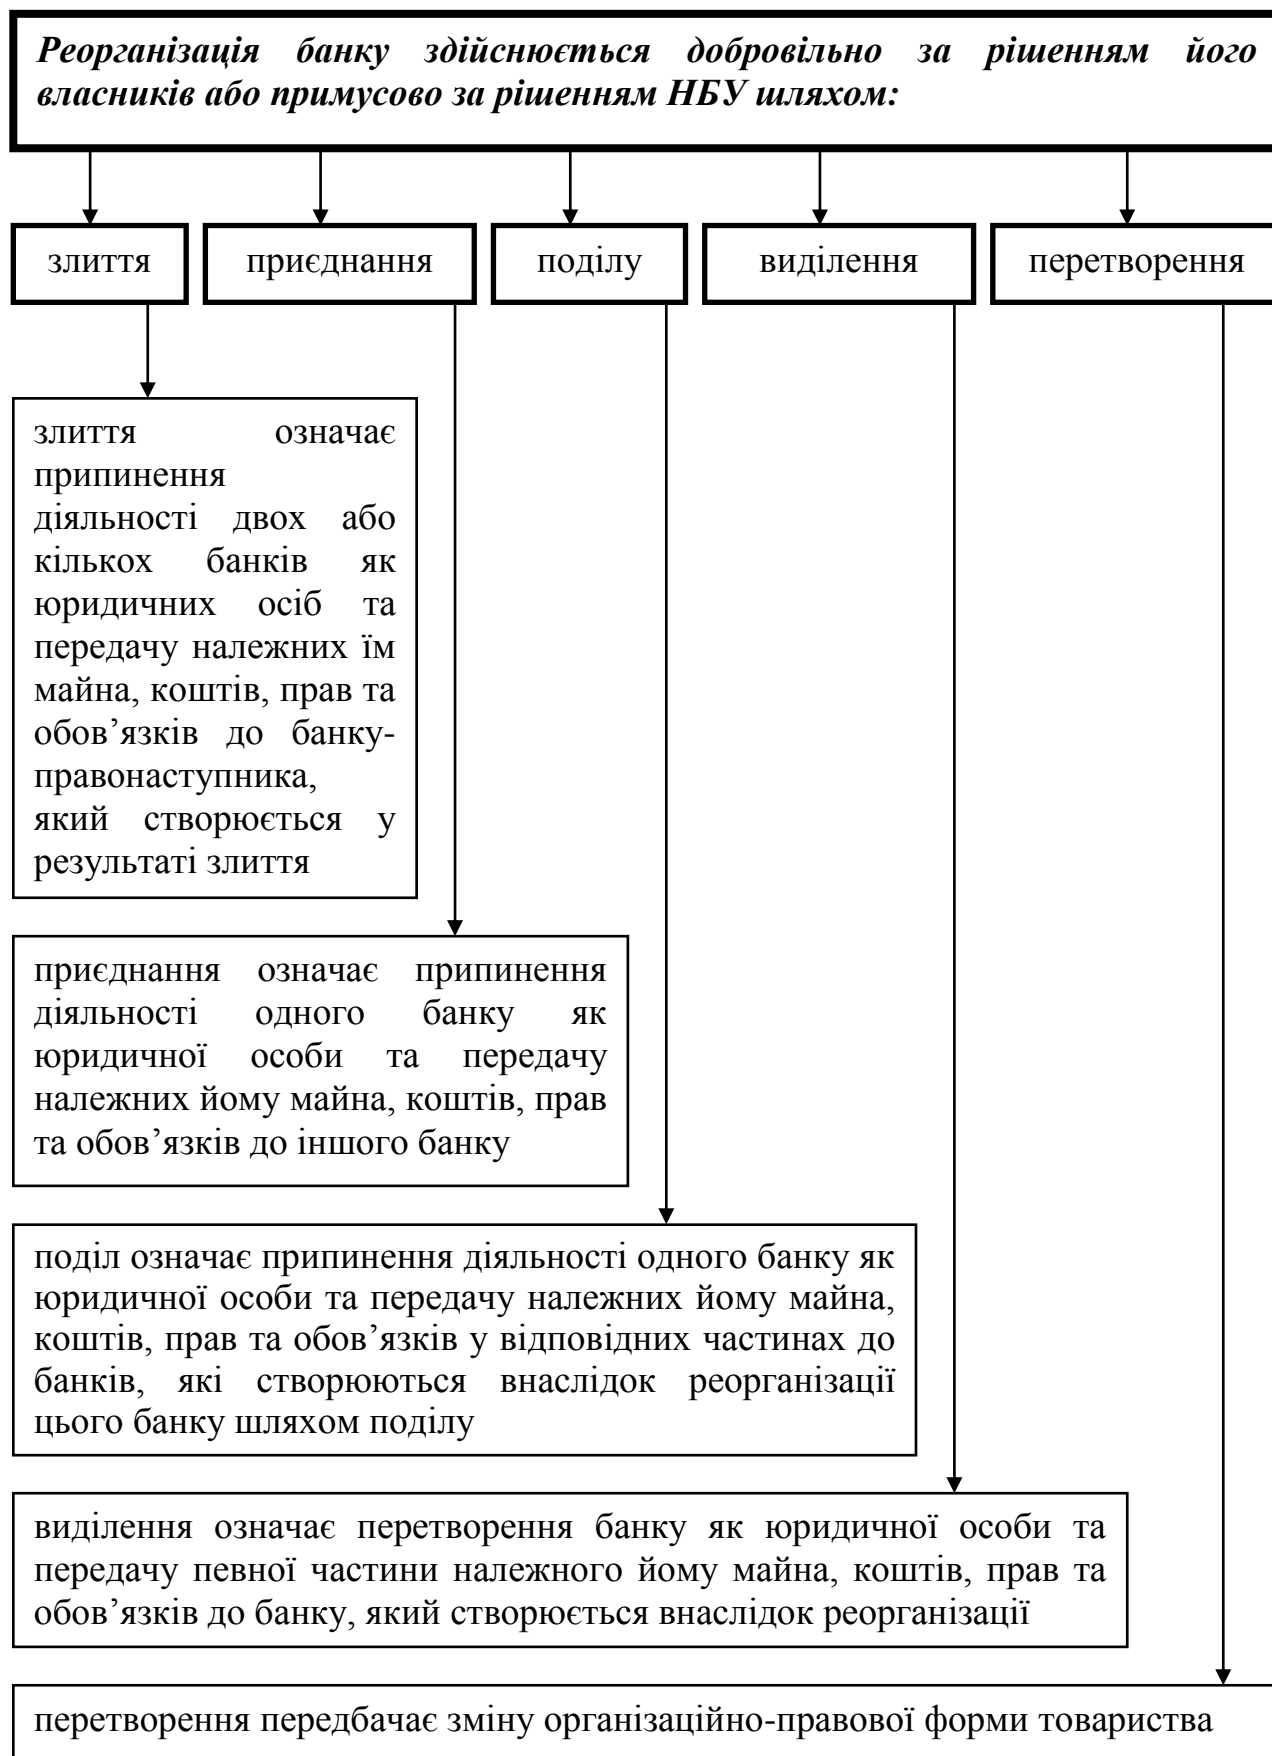 Реорганізація банку здійснюється добровільно за рішенням його
власників або примусово за рішенням НБУ шляхом:
злиття
приєднання
поділу
виділення
перетворення
злиття означає
припинення
діяльності двох або
кількох банків як
юридичних осіб та
передачу належних їм
майна, коштів, прав та
обов’язків до банку-
правонаступника,
який створюється у
результаті злиття
приєднання означає припинення
діяльності одного банку як
юридичної особи та передачу
належних йому майна, коштів, прав
та обов’язків до іншого банку
поділ означає припинення діяльності одного банку як
юридичної особи та передачу належних йому майна,
коштів, прав та обов’язків у відповідних частинах до
банків, які створюються внаслідок реорганізації
цього банку шляхом поділу
виділення означає перетворення банку як юридичної особи та
передачу певної частини належного йому майна, коштів, прав та
обов’язків до банку, який створюється внаслідок реорганізації
перетворення передбачає зміну організаційно-правової форми товариства